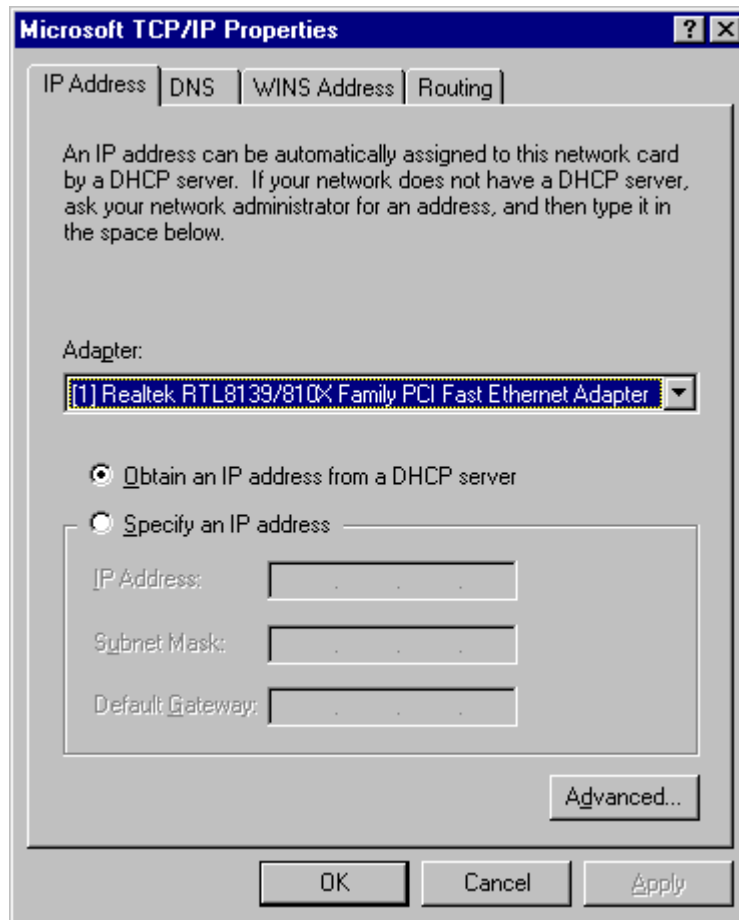 Microsoft TCP/IP Properties
IP Address DNS WINS Address Routing
An IP address can be automatically assigned to this network card
by a DHCP server. If your network does not have a DHCP server,
ask your network administrator for an address, and then type it in
the space below.
Adapter:
[1] Realtek RTL8139/810X Family PCI Fast Ethernet Adapter
Obtain an IP address from a DHCP server
Specify an IP address
IP Address: . . .
Subnet Mask: . . .
Default Gateway: . . .
Advanced...
OK Cancel Apply